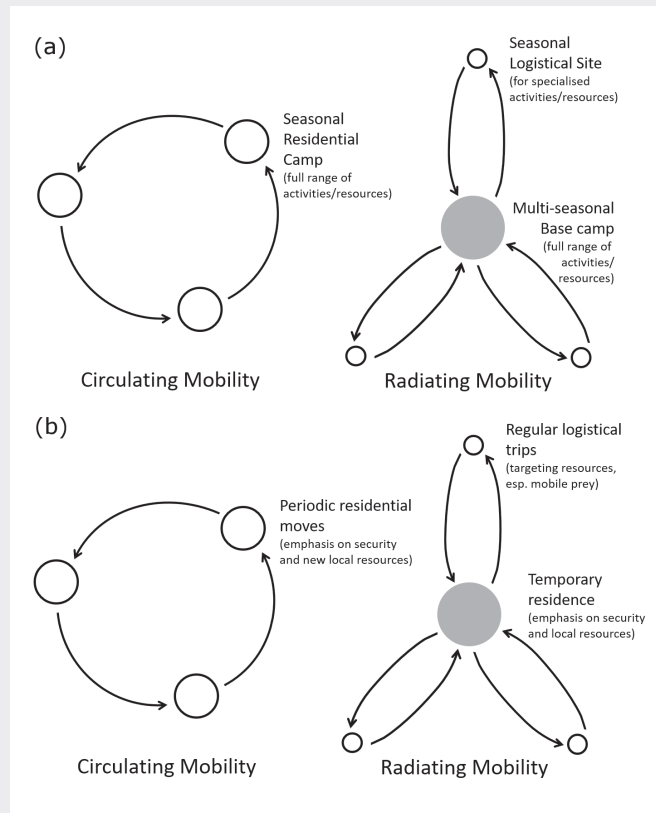 (a)
Seasonal
Residential
Camp
(full range of
activities/resources)
Seasonal
Logistical Site
(for specialised
activities/resources)
Multi-seasonal
Base camp
(full range of
activities/
resources)
Circulating Mobility
Radiating Mobility
(b)
Periodic residential
moves
(emphasis on security
and new local resources)
Regular logistical
trips
(targeting resources,
esp. mobile prey)
Temporary
residence
(emphasis on security
and local resources)
Circulating Mobility
Radiating Mobility